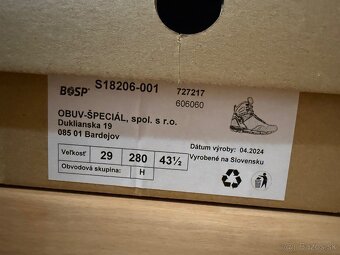 BOSP S18206-001 727217
606060
OBUV-ŠPECIÁL, spol. s r.o.
Duklianska 19
085 01 Bardejov
Dátum výroby: 04.2024
Vyrobené na Slovensku
Veľkosť 29 280 43½
Obvodová skupina: H